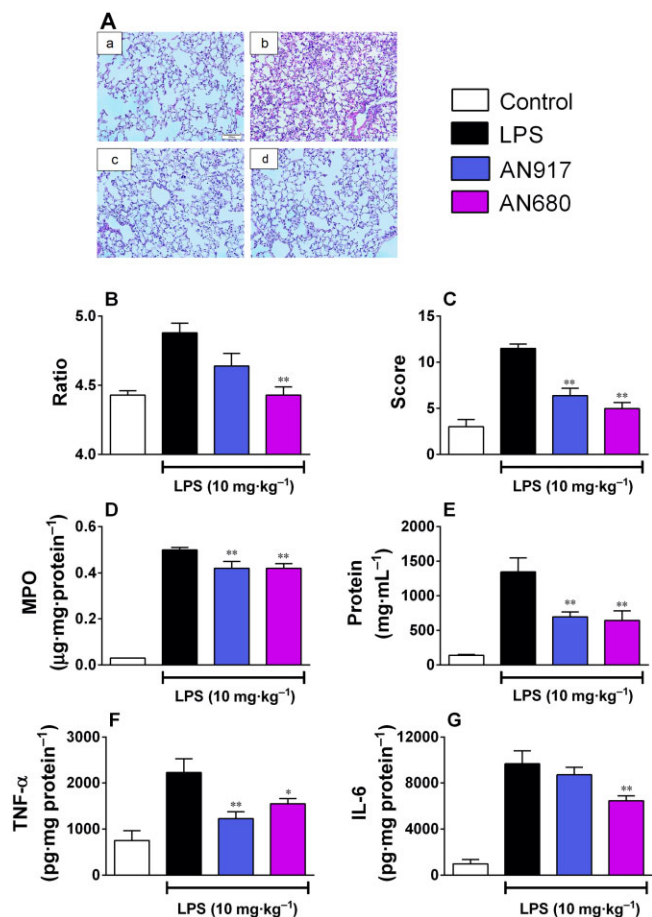 A
a
b
c
d
Control
LPS
AN917
AN680
B
Ratio
5.0
4.5
4.0
**
LPS (10 mg·kg⁻¹)
C
Score
15
10
5
0
**
**
LPS (10 mg·kg⁻¹)
D
MPO
(µg·mg·protein⁻¹)
0.6
0.4
0.2
0.0
**
**
LPS (10 mg·kg⁻¹)
E
Protein
(mg·mL⁻¹)
2000
1500
1000
500
0
**
**
LPS (10 mg·kg⁻¹)
F
TNF-α
(pg·mg protein⁻¹)
3000
2000
1000
0
**
*
LPS (10 mg·kg⁻¹)
G
IL-6
(pg·mg protein⁻¹)
12000
9000
6000
3000
0
**
LPS (10 mg·kg⁻¹)